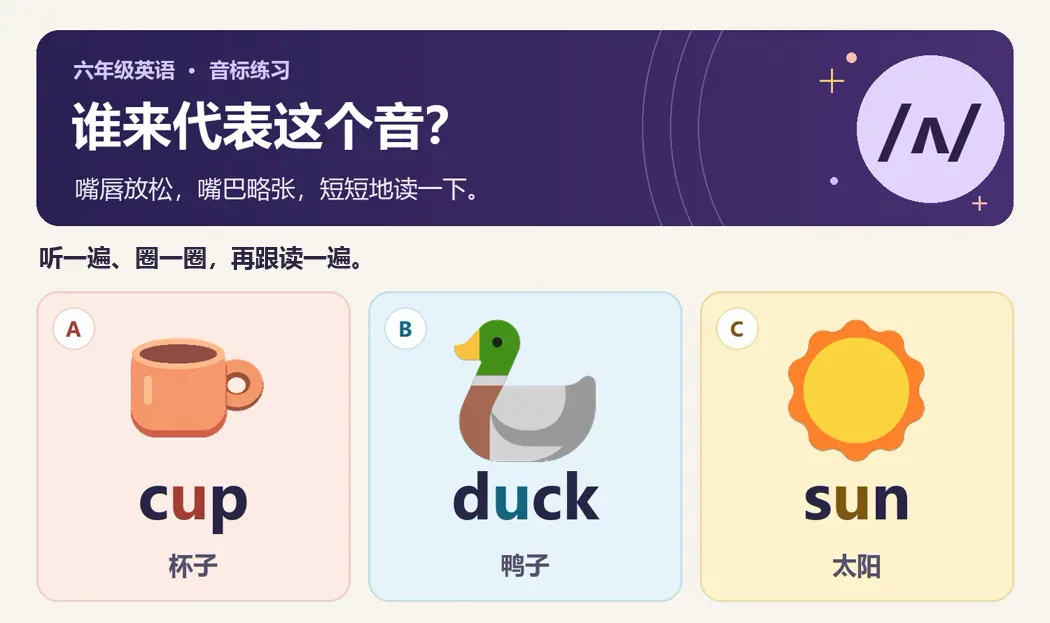 六年级英语 • 音标练习
谁来代表这个音？
嘴唇放松，嘴巴略张，短短地读一下。
/ʌ/
听一遍、圈一圈，再跟读一遍。
A
cup
杯子
B
duck
鸭子
C
sun
太阳